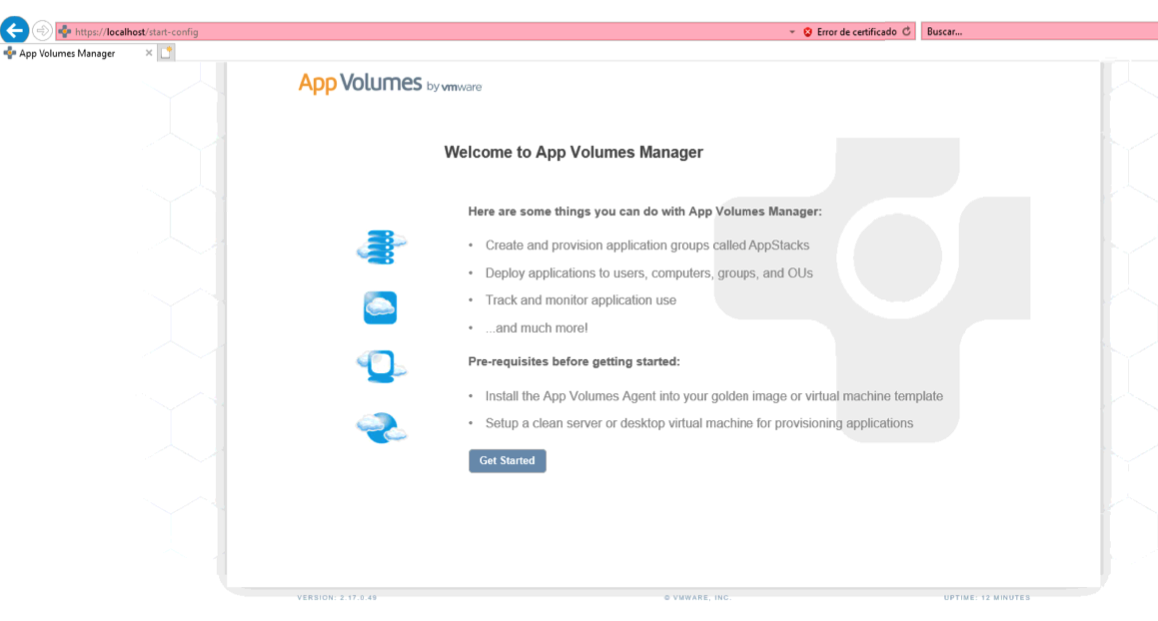 https://localhost/start-config
Error de certificado
Buscar...
App Volumes Manager
App Volumes by vmware
Welcome to App Volumes Manager
Here are some things you can do with App Volumes Manager:
• Create and provision application groups called AppStacks
• Deploy applications to users, computers, groups, and OUs
• Track and monitor application use
• ...and much more!
Pre-requisites before getting started:
• Install the App Volumes Agent into your golden image or virtual machine template
• Setup a clean server or desktop virtual machine for provisioning applications
Get Started
VERSION: 2.17.0.49 © VMWARE, INC. UPTIME: 12 MINUTES